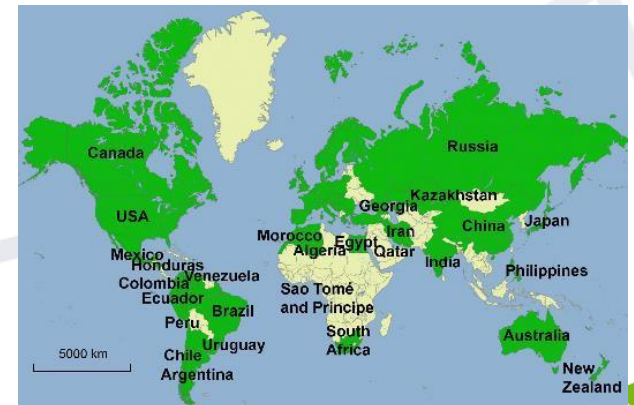 Canada
Russia
Kazakhstan
Georgia
USA
China
Japan
Iran
Morocco
Egypt
Algeria
Qatar
Mexico
India
Honduras
Venezuela
Philippines
Colombia
Sao Tomé
Ecuador
and Principe
Brazil
Peru
South
Africa
Australia
Uruguay
5000 km
Chile
New
Zealand
Argentina